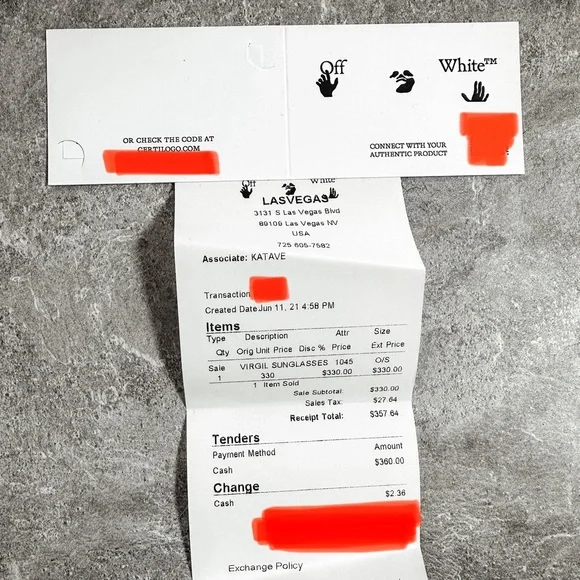 Off White™
OR CHECK THE CODE AT
CERTILOGO.COM
CONNECT WITH YOUR
AUTHENTIC PRODUCT
Off White
LASVEGAS
3131 S Las Vegas Blvd
89109 Las Vegas NV
USA
725 605-7582
Associate: KATAVE
Transaction
Created Date Jun 11, 21 4:58 PM
Items
Type Description Attr Size
Qty Orig Unit Price Disc % Price Ext Price
Sale VIRGIL SUNGLASSES 1045 O/S
1 330 $330.00 $330.00
1 Item Sold
Sale Subtotal: $330.00
Sales Tax: $27.64
Receipt Total: $357.64
Tenders
Payment Method Amount
Cash $360.00
Change
Cash $2.36
Exchange Policy